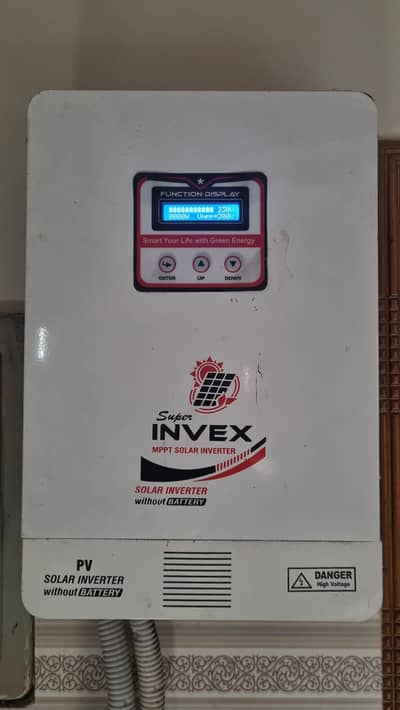 FUNCTION DISPLAY
Smart Your Life with Green Energy
ENTER UP DOWN
Super
INVEX
MPPT SOLAR INVERTER
SOLAR INVERTER
without BATTERY
PV
SOLAR INVERTER
without BATTERY
DANGER
High Voltage